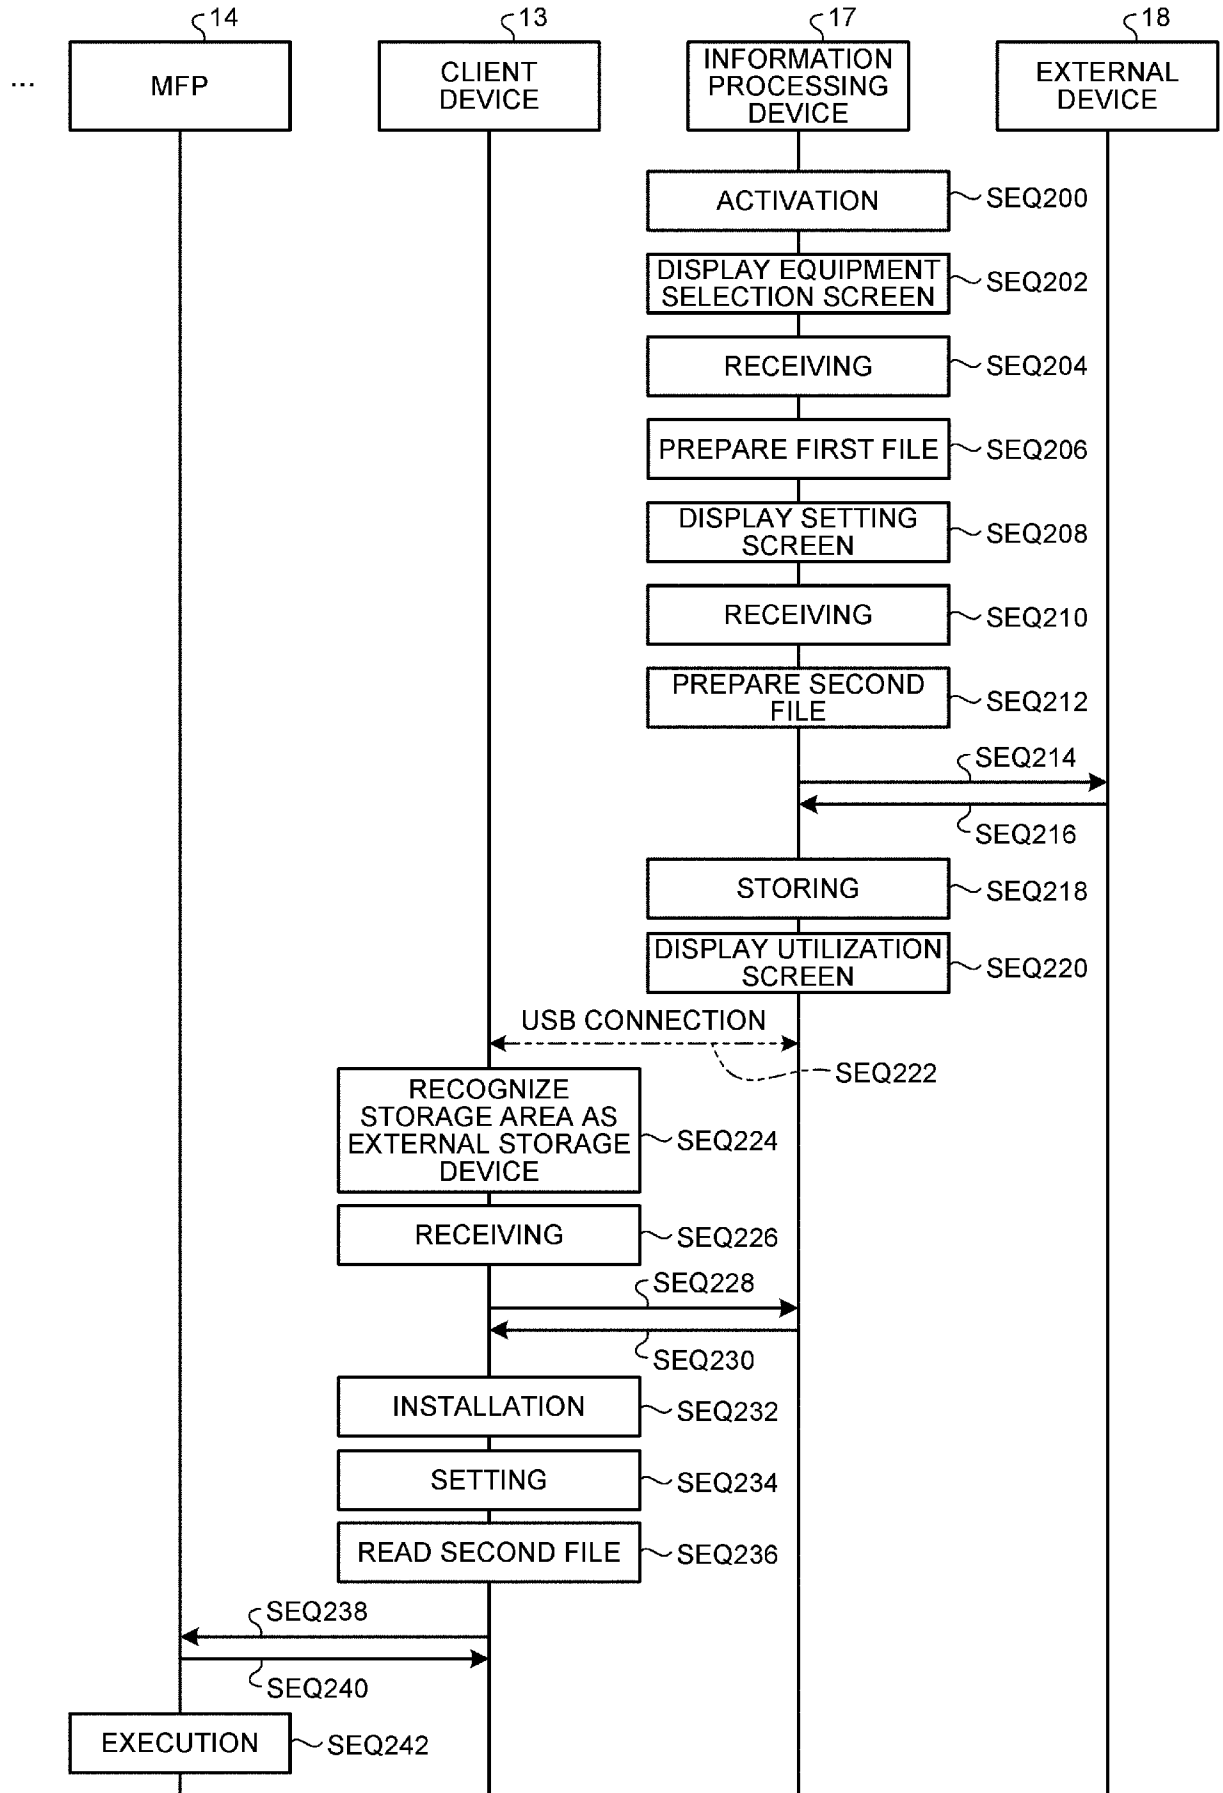 14
13
17
18
...
MFP
CLIENT
DEVICE
INFORMATION
PROCESSING
DEVICE
EXTERNAL
DEVICE
ACTIVATION
SEQ200
DISPLAY EQUIPMENT
SELECTION SCREEN
SEQ202
RECEIVING
SEQ204
PREPARE FIRST FILE
SEQ206
DISPLAY SETTING
SCREEN
SEQ208
RECEIVING
SEQ210
PREPARE SECOND
FILE
SEQ212
SEQ214
SEQ216
STORING
SEQ218
DISPLAY UTILIZATION
SCREEN
SEQ220
USB CONNECTION
SEQ222
RECOGNIZE
STORAGE AREA AS
EXTERNAL STORAGE
DEVICE
SEQ224
RECEIVING
SEQ226
SEQ228
SEQ230
INSTALLATION
SEQ232
SETTING
SEQ234
READ SECOND FILE
SEQ236
SEQ238
SEQ240
EXECUTION
SEQ242